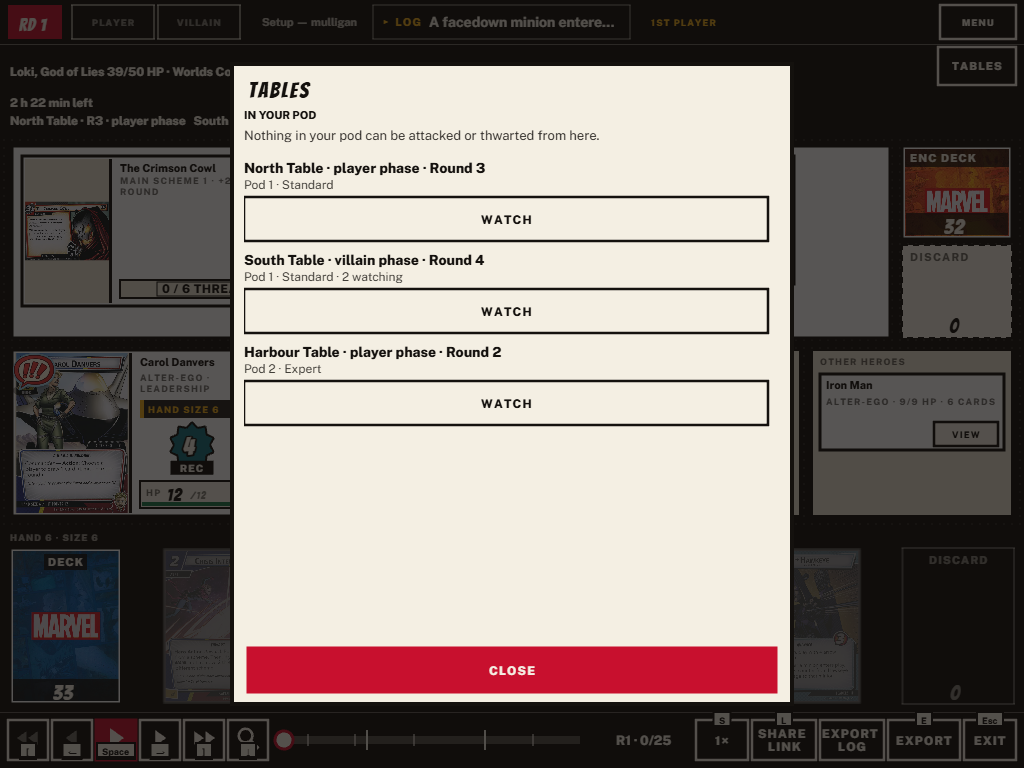 RD 1
PLAYER
VILLAIN
Setup — mulligan
LOG A facedown minion entere...
1ST PLAYER
MENU
TABLES
Loki, God of Lies 39/50 HP · Worlds Co
2 h 22 min left
North Table · R3 · player phase South
TABLES
IN YOUR POD
Nothing in your pod can be attacked or thwarted from here.
North Table · player phase · Round 3
Pod 1 · Standard
WATCH
South Table · villain phase · Round 4
Pod 1 · Standard · 2 watching
WATCH
Harbour Table · player phase · Round 2
Pod 2 · Expert
WATCH
CLOSE
The Crimson Cowl
MAIN SCHEME 1 · +2
ROUND
0 / 6 THRE
ENC DECK
MARVEL
32
DISCARD
0
Carol Danvers
ALTER-EGO ·
LEADERSHIP
HAND SIZE 6
4
REC
HP 12 /12
OTHER HEROES
Iron Man
ALTER-EGO · 9/9 HP · 6 CARDS
VIEW
HAND 6 · SIZE 6
DECK
MARVEL
33
2
DISCARD
0
Space
R1 · 0/25
S
1×
L
SHARE
LINK
EXPORT
LOG
E
EXPORT
Esc
EXIT